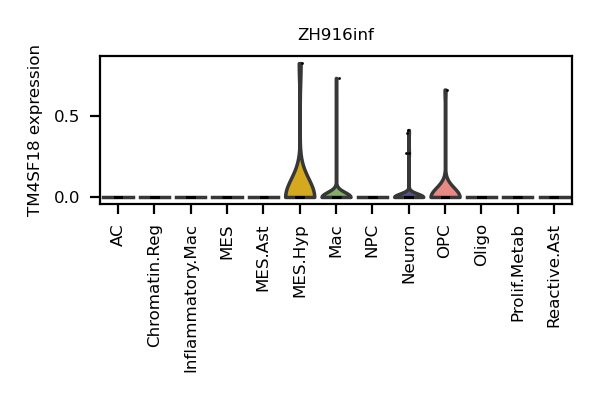 ZH916inf
TM4SF18 expression
0.5
0.0
AC
Chromatin.Reg
Inflammatory.Mac
MES
MES.Ast
MES.Hyp
Mac
NPC
Neuron
OPC
Oligo
Prolif.Metab
Reactive.Ast